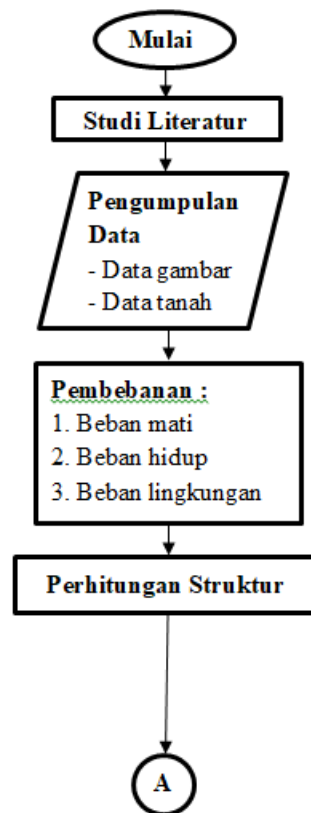 Mulai
Studi Literatur
Pengumpulan
Data
- Data gambar
- Data tanah
Pembebanan :
1. Beban mati
2. Beban hidup
3. Beban lingkungan
Perhitungan Struktur
A